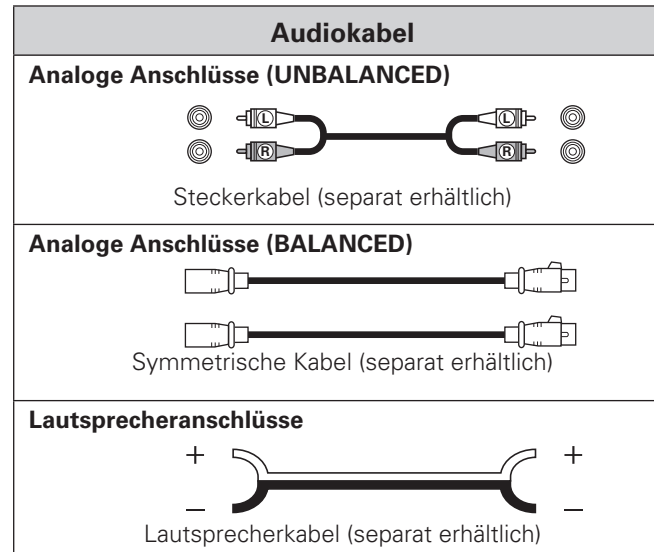 Audiokabel
Analoge Anschlüsse (UNBALANCED)
L L
R R
Steckerkabel (separat erhältlich)
Analoge Anschlüsse (BALANCED)
Symmetrische Kabel (separat erhältlich)
Lautsprecheranschlüsse
+ +
– –
Lautsprecherkabel (separat erhältlich)